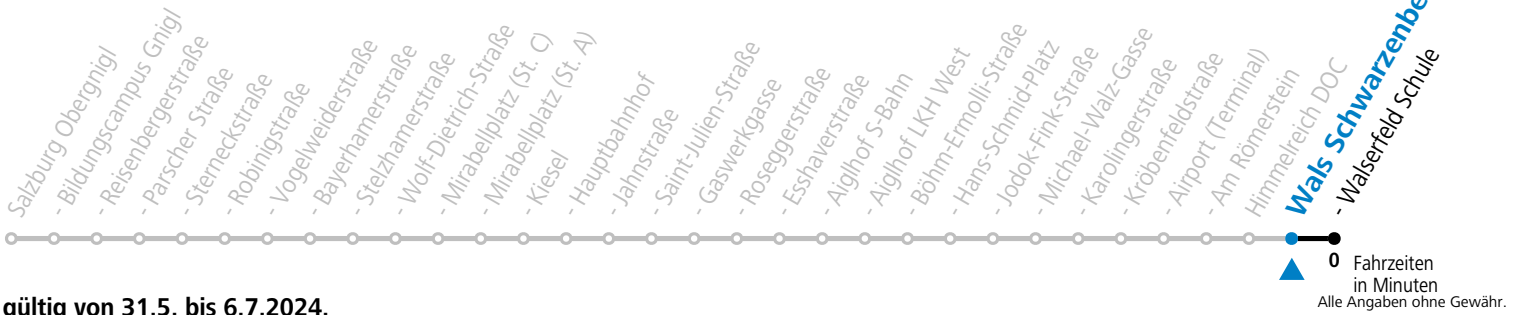 Salzburg Obergnigl
- Bildungscampus Gnigl
- Reisenbergerstraße
- Parscher Straße
- Sterneckstraße
- Robinigstraße
- Vogelweiderstraße
- Bayerhamerstraße
- Stelzhamerstraße
- Wolf-Dietrich-Straße
- Mirabellplatz (St. C)
- Mirabellplatz (St. A)
- Kiesel
- Hauptbahnhof
- Jahnstraße
- Saint-Julien-Straße
- Gaswerkgasse
- Roseggerstraße
- Esshaverstraße
- Aiglhof S-Bahn
- Aiglhof LKH West
- Böhm-Ermolli-Straße
- Hans-Schmid-Platz
- Jodok-Fink-Straße
- Michael-Walz-Gasse
- Karolingerstraße
- Kröbenfeldstraße
- Airport (Terminal)
- Am Römerstein
Himmelreich DOC
Wals Schwarzenbe
- Walserfeld Schule
0 Fahrzeiten
in Minuten
Alle Angaben ohne Gewähr.
gültig von 31.5. bis 6.7.2024.